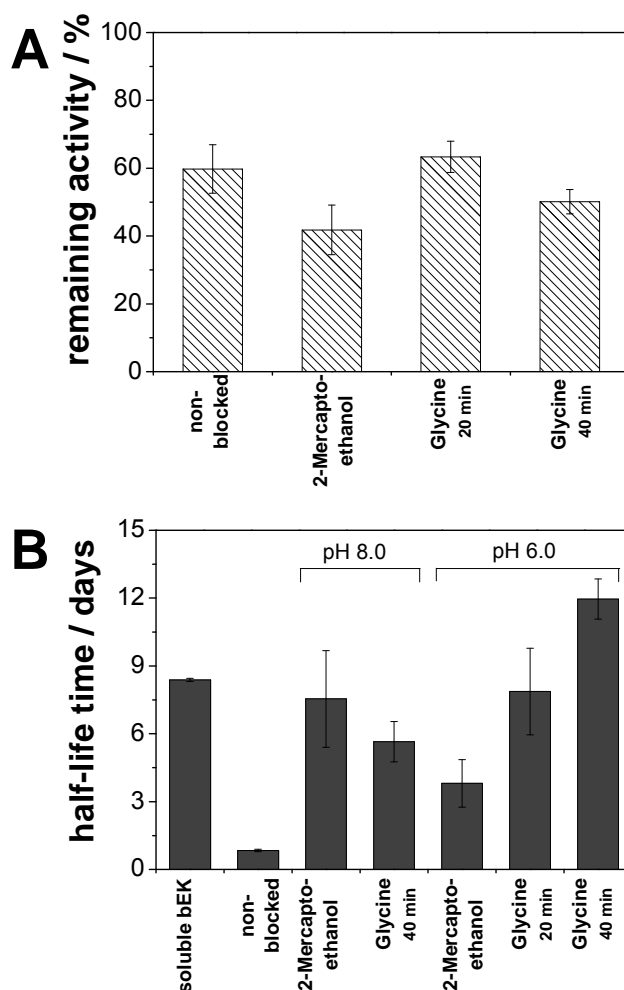 A
remaining activity / %
100
80
60
40
20
0
non-
blocked
2-Mercapto-
ethanol
Glycine
20 min
Glycine
40 min
B
half-life time / days
15
12
9
6
3
0
pH 8.0
pH 6.0
soluble bEK
non-
blocked
2-Mercapto-
ethanol
Glycine
40 min
2-Mercapto-
ethanol
Glycine
20 min
Glycine
40 min